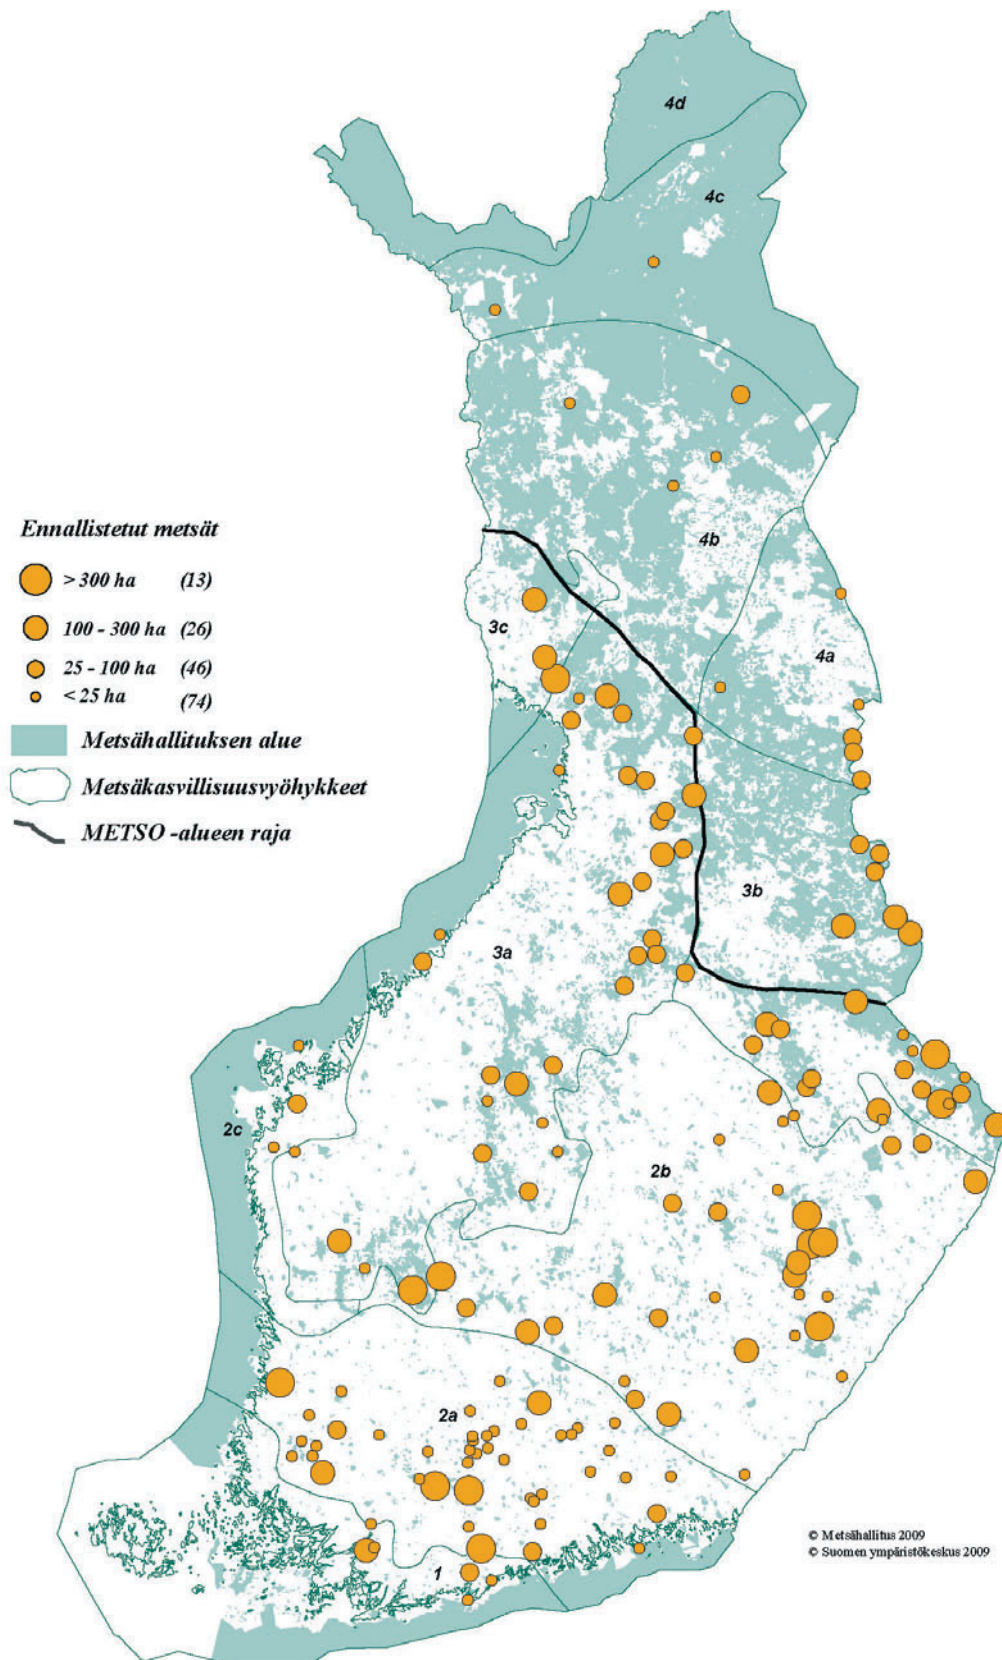 4d
4c
Ennallistetut metsät
> 300 ha (13)
100 - 300 ha (26)
25 - 100 ha (46)
< 25 ha (74)
Metsähallituksen alue
Metsäkasvillisuusvyöhykkeet
METSO -alueen raja
4b
3c
4a
3b
3a
2c
2b
2a
1
© Metsähallitus 2009
© Suomen ympäristökeskus 2009